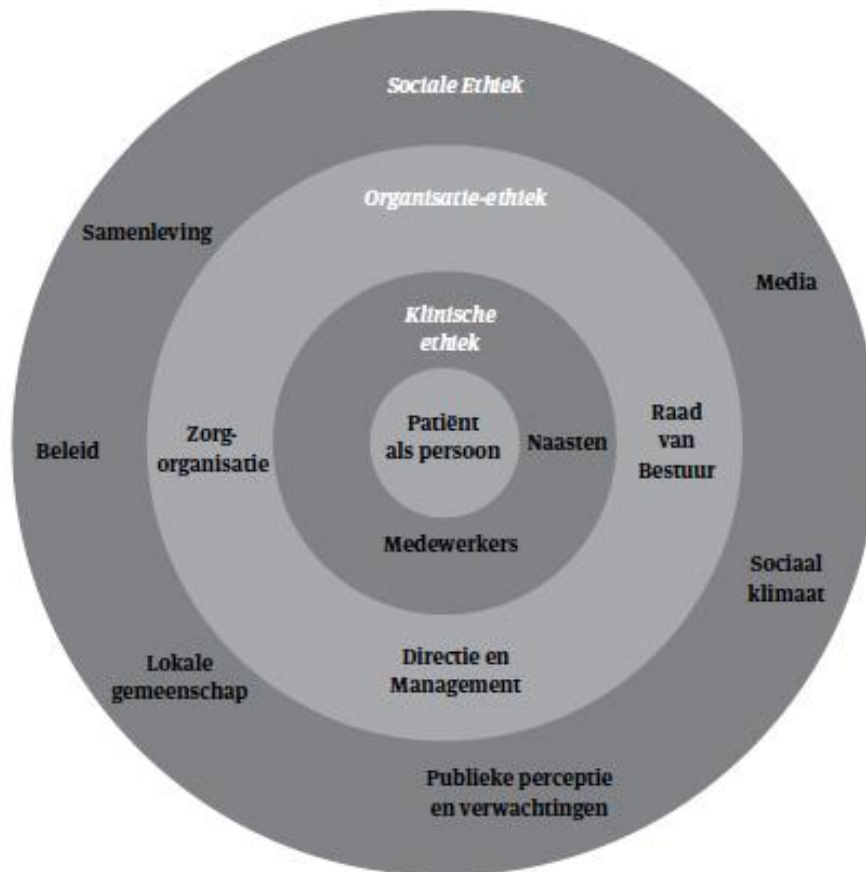 Sociale Ethiek
Organisatie-ethiek
Samenleving
Media
Klinische
ethiek
Patiënt
als persoon
Naasten
Raad
van
Bestuur
Zorg-
organisatie
Beleid
Medewerkers
Sociaal
klimaat
Lokale
gemeenschap
Directie en
Management
Publieke perceptie
en verwachtingen